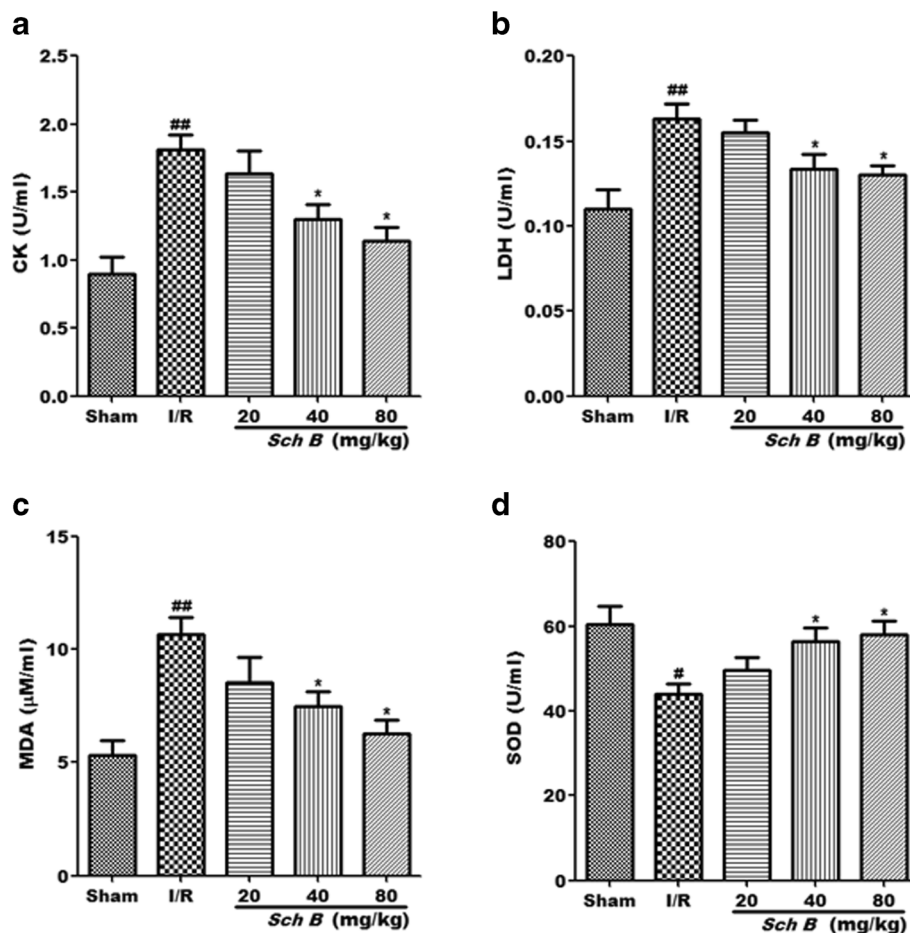 a
2.5
2.0
1.5
1.0
0.5
0.0
CK (U/ml)
##
*
*
Sham I/R 20 40 80
Sch B (mg/kg)
b
0.20
0.15
0.10
0.05
0.00
LDH (U/ml)
##
*
*
Sham I/R 20 40 80
Sch B (mg/kg)
c
15
10
5
0
MDA (µM/ml)
##
*
*
Sham I/R 20 40 80
Sch B (mg/kg)
d
80
60
40
20
0
SOD (U/ml)
#
*
*
Sham I/R 20 40 80
Sch B (mg/kg)